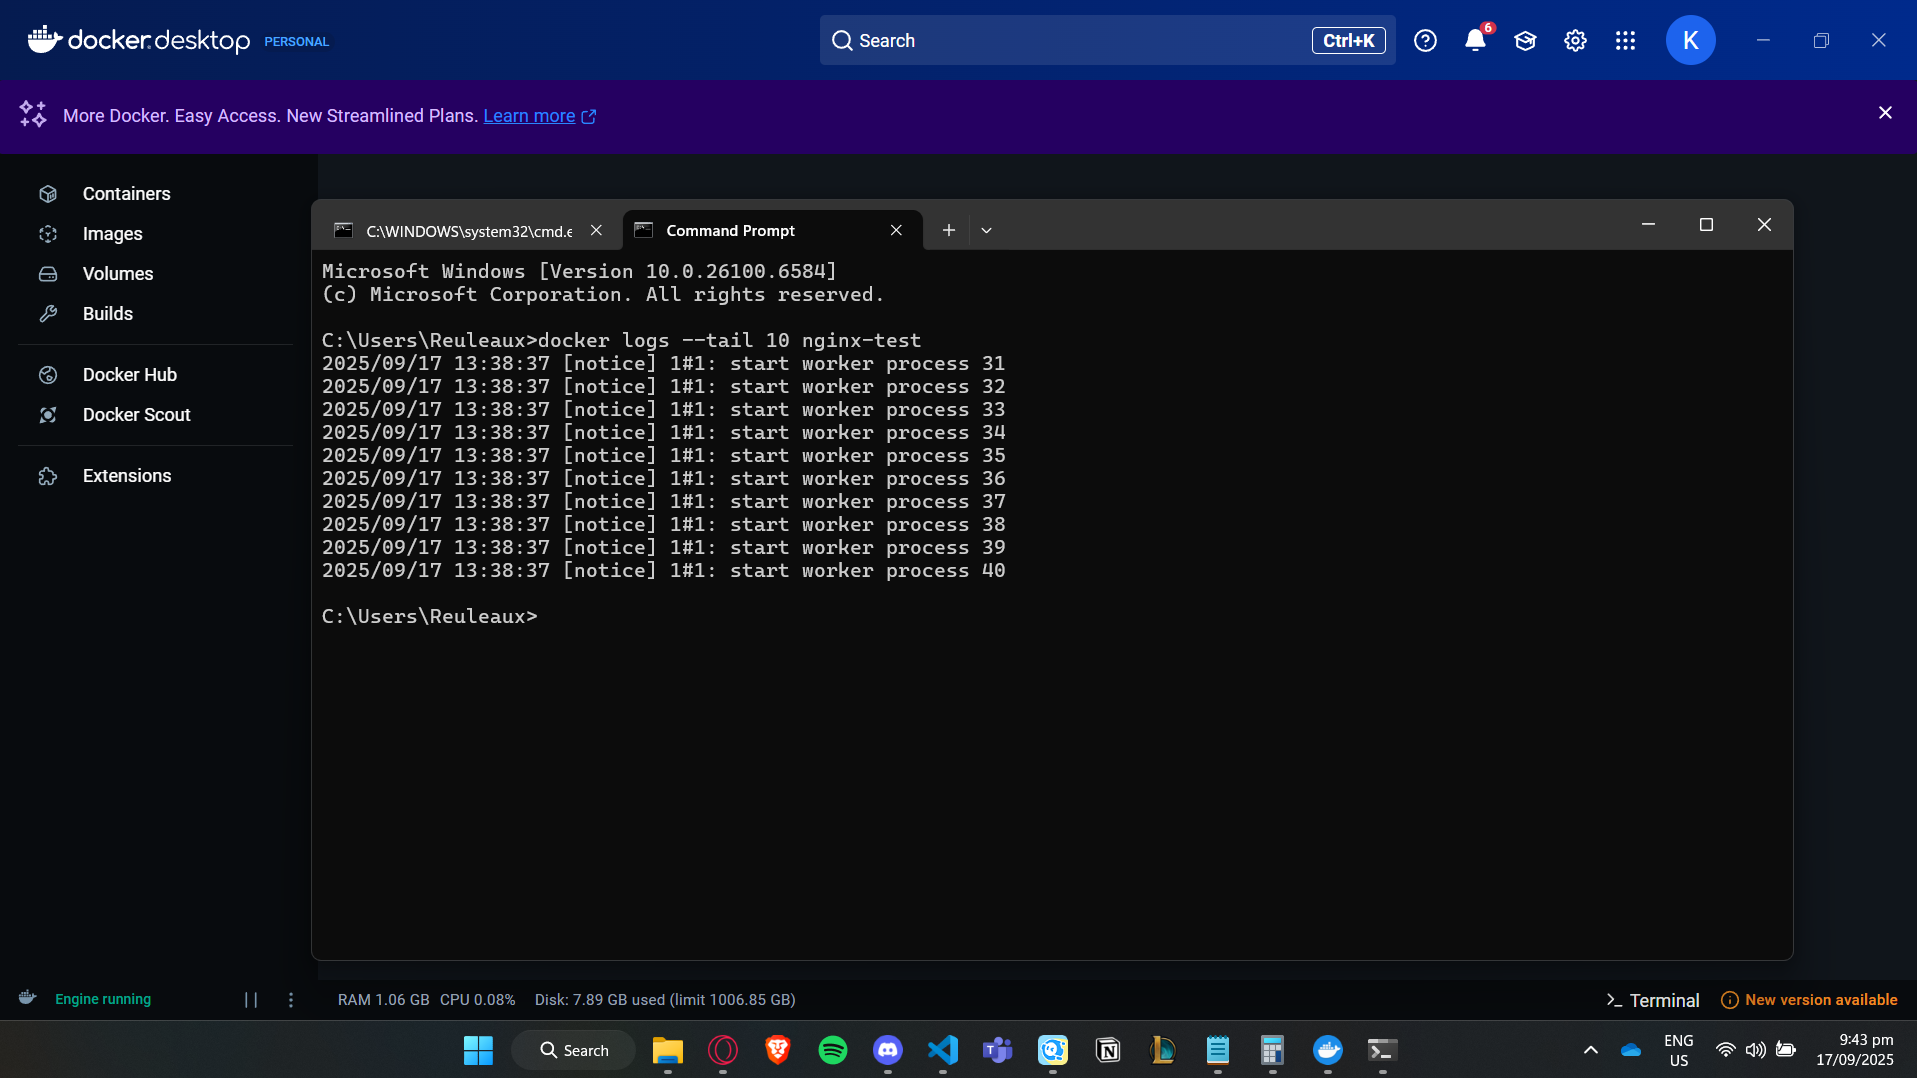 docker.desktop PERSONAL
Search
Ctrl+K
6
K
More Docker. Easy Access. New Streamlined Plans. Learn more
Containers
Images
Volumes
Builds
Docker Hub
Docker Scout
Extensions
C:\WINDOWS\system32\cmd.e
Command Prompt
Microsoft Windows [Version 10.0.26100.6584]
(c) Microsoft Corporation. All rights reserved.
C:\Users\Reuleaux>docker logs --tail 10 nginx-test
2025/09/17 13:38:37 [notice] 1#1: start worker process 31
2025/09/17 13:38:37 [notice] 1#1: start worker process 32
2025/09/17 13:38:37 [notice] 1#1: start worker process 33
2025/09/17 13:38:37 [notice] 1#1: start worker process 34
2025/09/17 13:38:37 [notice] 1#1: start worker process 35
2025/09/17 13:38:37 [notice] 1#1: start worker process 36
2025/09/17 13:38:37 [notice] 1#1: start worker process 37
2025/09/17 13:38:37 [notice] 1#1: start worker process 38
2025/09/17 13:38:37 [notice] 1#1: start worker process 39
2025/09/17 13:38:37 [notice] 1#1: start worker process 40
C:\Users\Reuleaux>
Engine running
RAM 1.06 GB CPU 0.08% Disk: 7.89 GB used (limit 1006.85 GB)
Terminal
New version available
Search
ENG
US
9:43 pm
17/09/2025